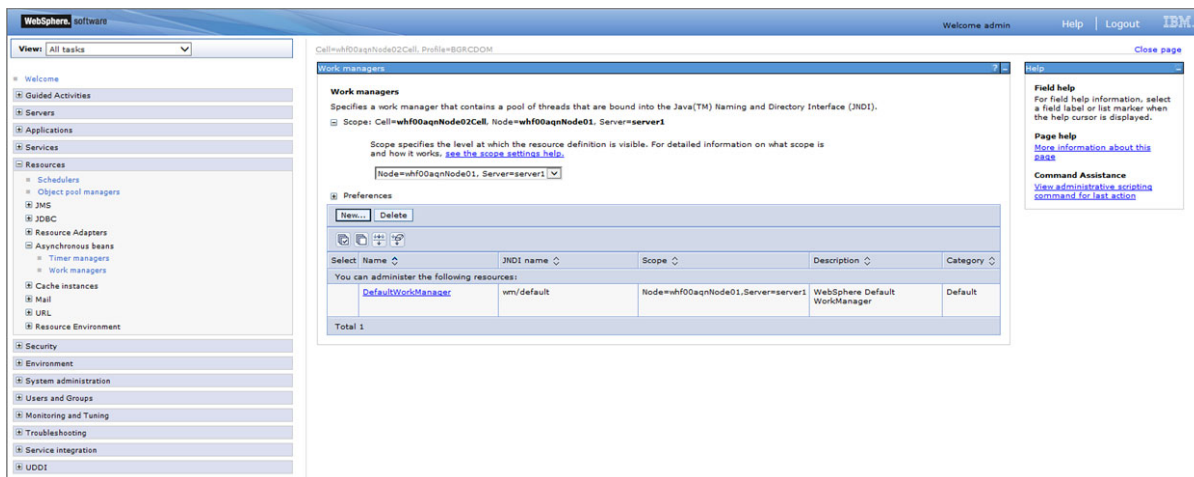 WebSphere. software
Welcome admin
Help | Logout
IBM.
View: All tasks
Cell=whf00aqnNode02Cell, Profile=BGRCDOM
Close page
Welcome
Guided Activities
Servers
Applications
Services
Resources
Schedulers
Object pool managers
JMS
JDBC
Resource Adapters
Asynchronous beans
Timer managers
Work managers
Cache instances
Mail
URL
Resource Environment
Security
Environment
System administration
Users and Groups
Monitoring and Tuning
Troubleshooting
Service integration
UDDI
Work managers
? -
Work managers
Specifies a work manager that contains a pool of threads that are bound into the Java(TM) Naming and Directory Interface (JNDI).
Scope: Cell=whf00aqnNode02Cell, Node=whf00aqnNode01, Server=server1
Scope specifies the level at which the resource definition is visible. For detailed information on what scope is
and how it works, see the scope settings help.
Node=whf00aqnNode01, Server=server1
Preferences
New... Delete
Select Name JNDI name Scope Description Category
You can administer the following resources:
DefaultWorkManager wm/default Node=whf00aqnNode01,Server=server1 WebSphere Default Default
WorkManager
Total 1
Help
Field help
For field help information, select
a field label or list marker when
the help cursor is displayed.
Page help
More information about this
page
Command Assistance
View administrative scripting
command for last action